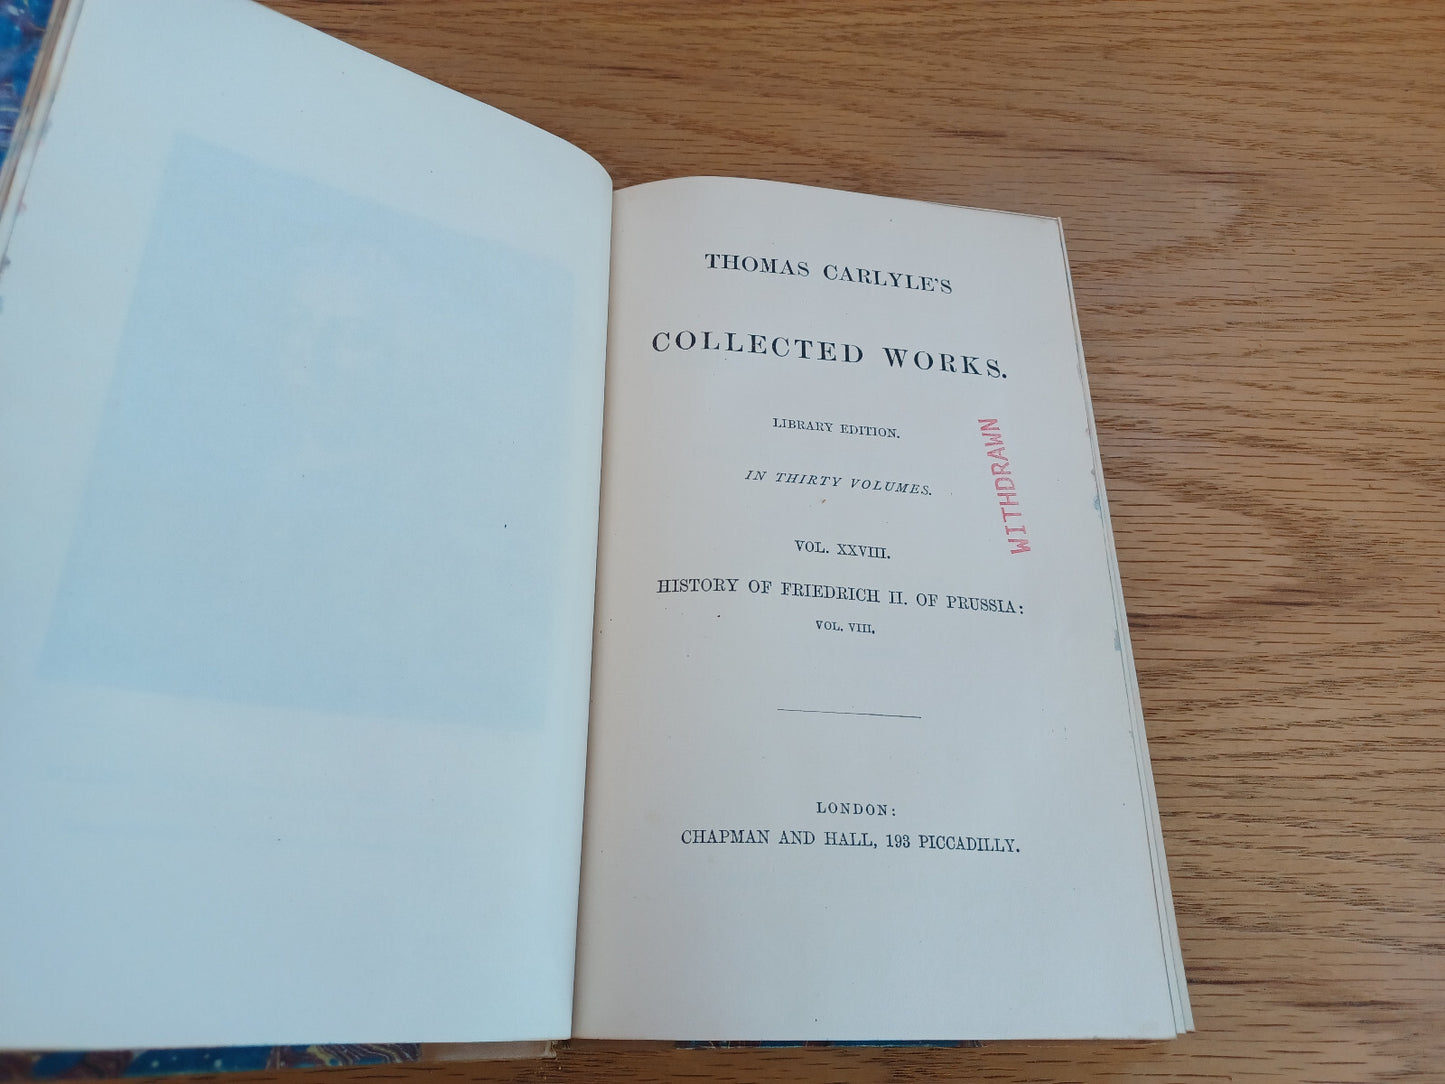 THOMAS CARLYLE'S
COLLECTED WORKS.
LIBRARY EDITION.
IN THIRTY VOLUMES.
VOL. XXVIII.
HISTORY OF FRIEDRICH II. OF PRUSSIA:
VOL. VIII.
LONDON:
CHAPMAN AND HALL, 193 PICCADILLY.
WITHDRAWN